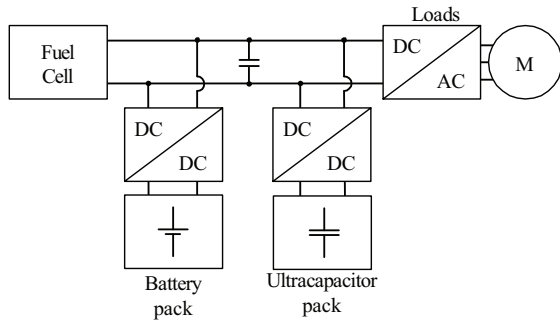 Loads
Fuel
Cell
DC
AC
M
DC
DC
DC
DC
Battery
pack
Ultracapacitor
pack